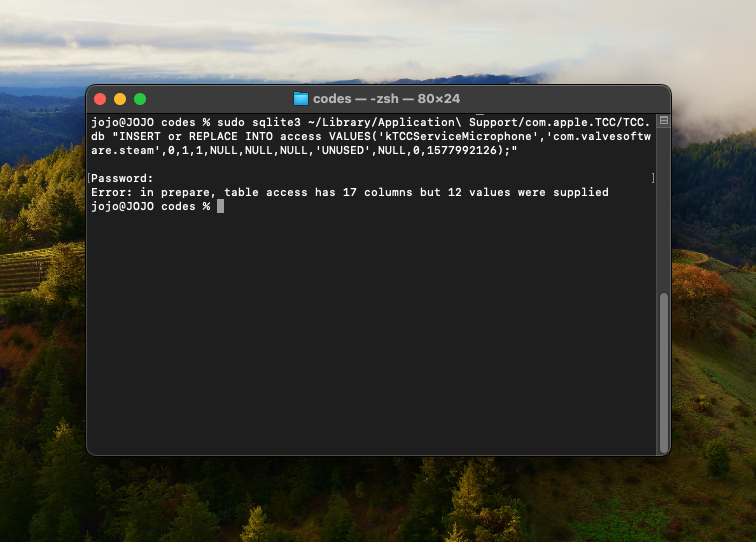 codes — -zsh — 80×24
jojo@JOJO codes % sudo sqlite3 ~/Library/Application\ Support/com.apple.TCC/TCC.
db "INSERT or REPLACE INTO access VALUES('kTCCServiceMicrophone','com.valvesoftw
are.steam',0,1,1,NULL,NULL,NULL,'UNUSED',NULL,0,1577992126);"
[Password: ]
Error: in prepare, table access has 17 columns but 12 values were supplied
jojo@JOJO codes %